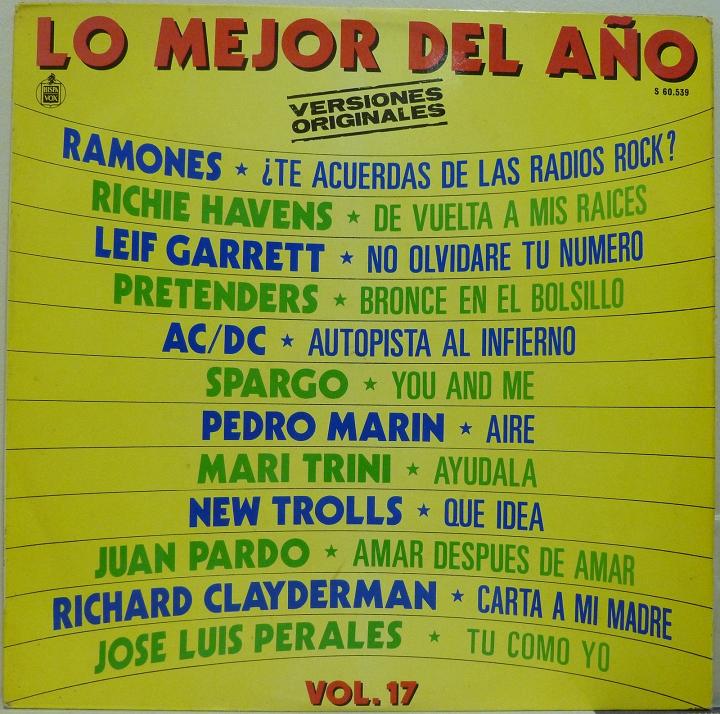 LO MEJOR DEL AÑO
HISPA
VOX
S 60.539
VERSIONES
ORIGINALES
RAMONES ★ ¿TE ACUERDAS DE LAS RADIOS ROCK?
RICHIE HAVENS ★ DE VUELTA A MIS RAICES
LEIF GARRETT ★ NO OLVIDARE TU NUMERO
PRETENDERS ★ BRONCE EN EL BOLSILLO
AC/DC ★ AUTOPISTA AL INFIERNO
SPARGO ★ YOU AND ME
PEDRO MARIN ★ AIRE
MARI TRINI ★ AYUDALA
NEW TROLLS ★ QUE IDEA
JUAN PARDO ★ AMAR DESPUES DE AMAR
RICHARD CLAYDERMAN ★ CARTA A MI MADRE
JOSE LUIS PERALES ★ TU COMO YO
VOL. 17